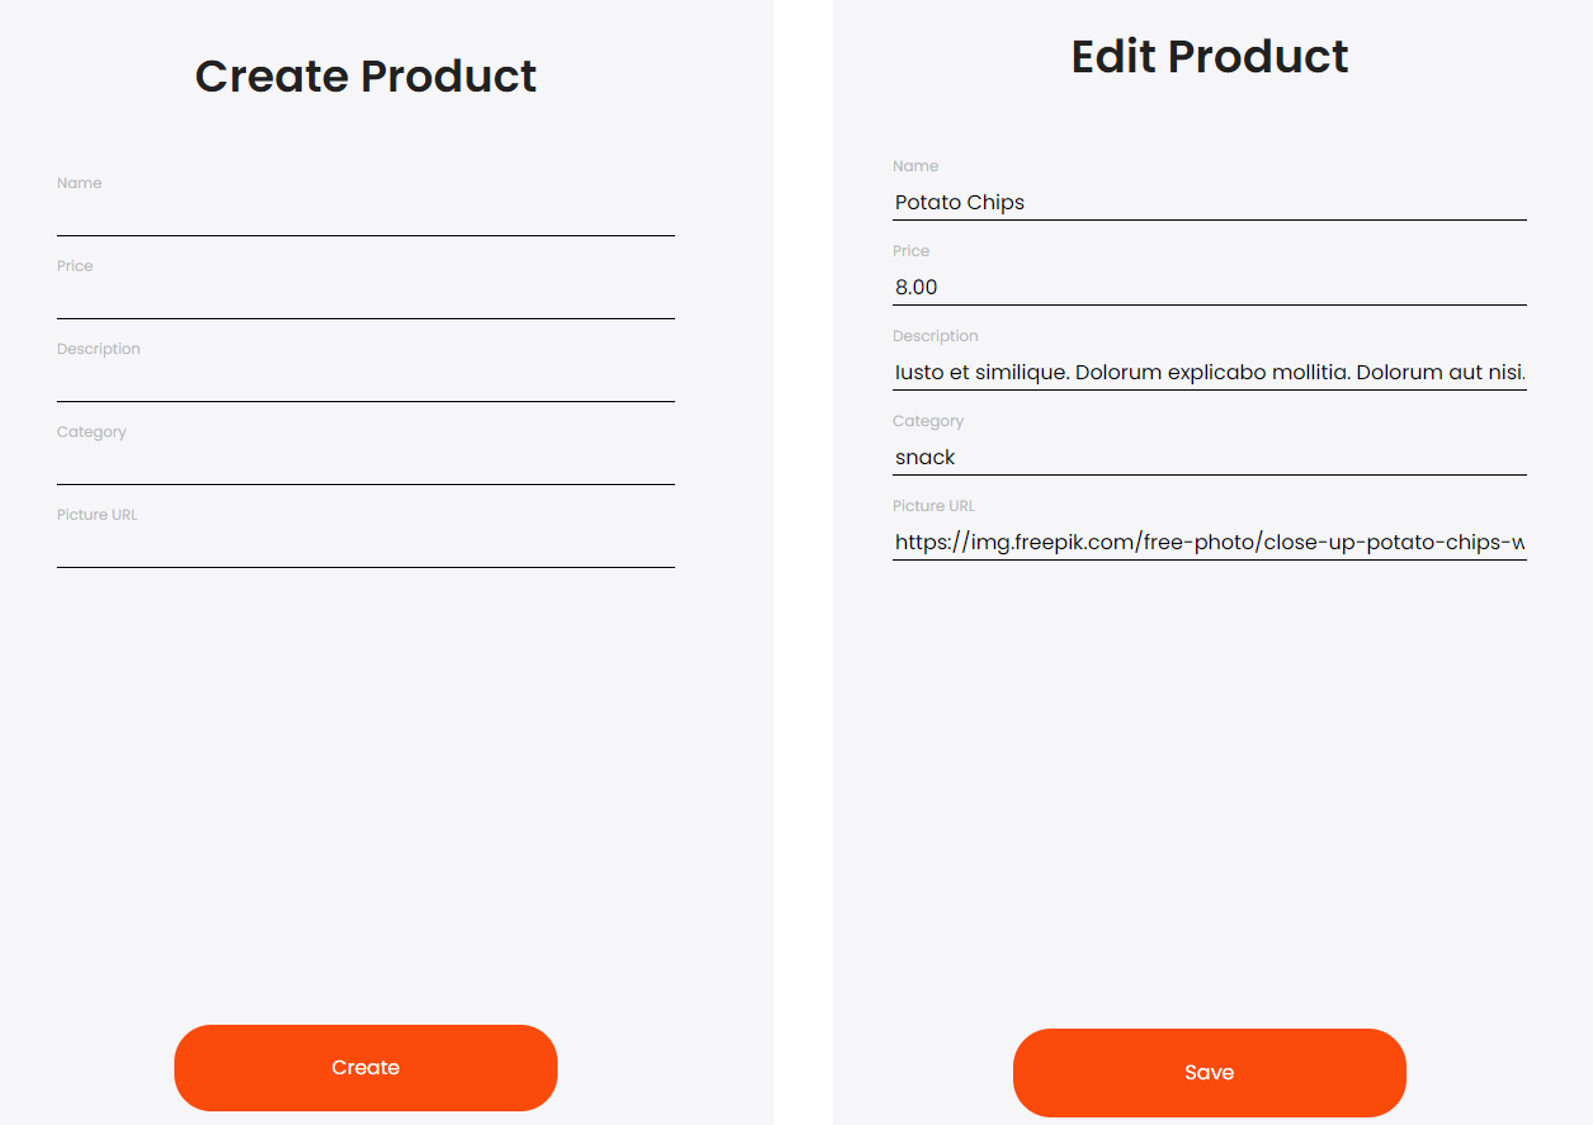 Create Product
Name
Price
Description
Category
Picture URL
Create
Edit Product
Name
Potato Chips
Price
8.00
Description
Iusto et similique. Dolorum explicabo mollitia. Dolorum aut nisi.
Category
snack
Picture URL
https://img.freepik.com/free-photo/close-up-potato-chips-w
Save